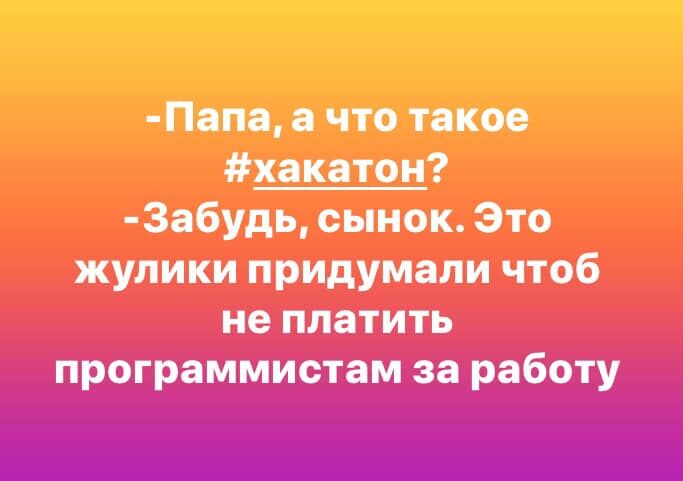 -Папа, а что такое
#хакатон?
-Забудь, сынок. Это
жулики придумали чтоб
не платить
программистам за работу